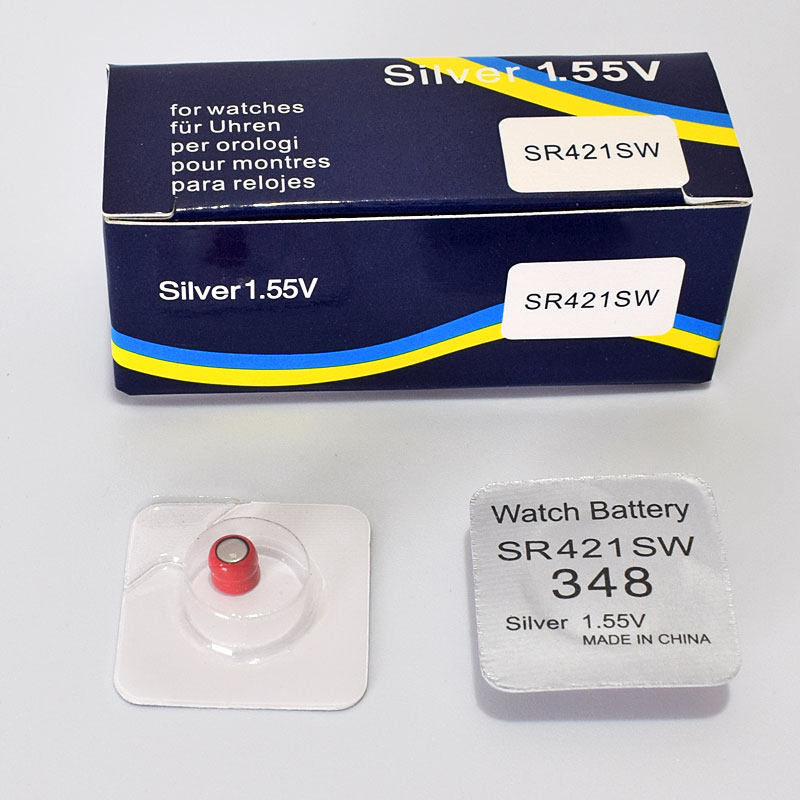 Silver 1.55V
for watches
für Uhren
per orologi
pour montres
para relojes
SR421SW
Silver 1.55V
SR421SW
Watch Battery
SR421SW
348
Silver 1.55V
MADE IN CHINA